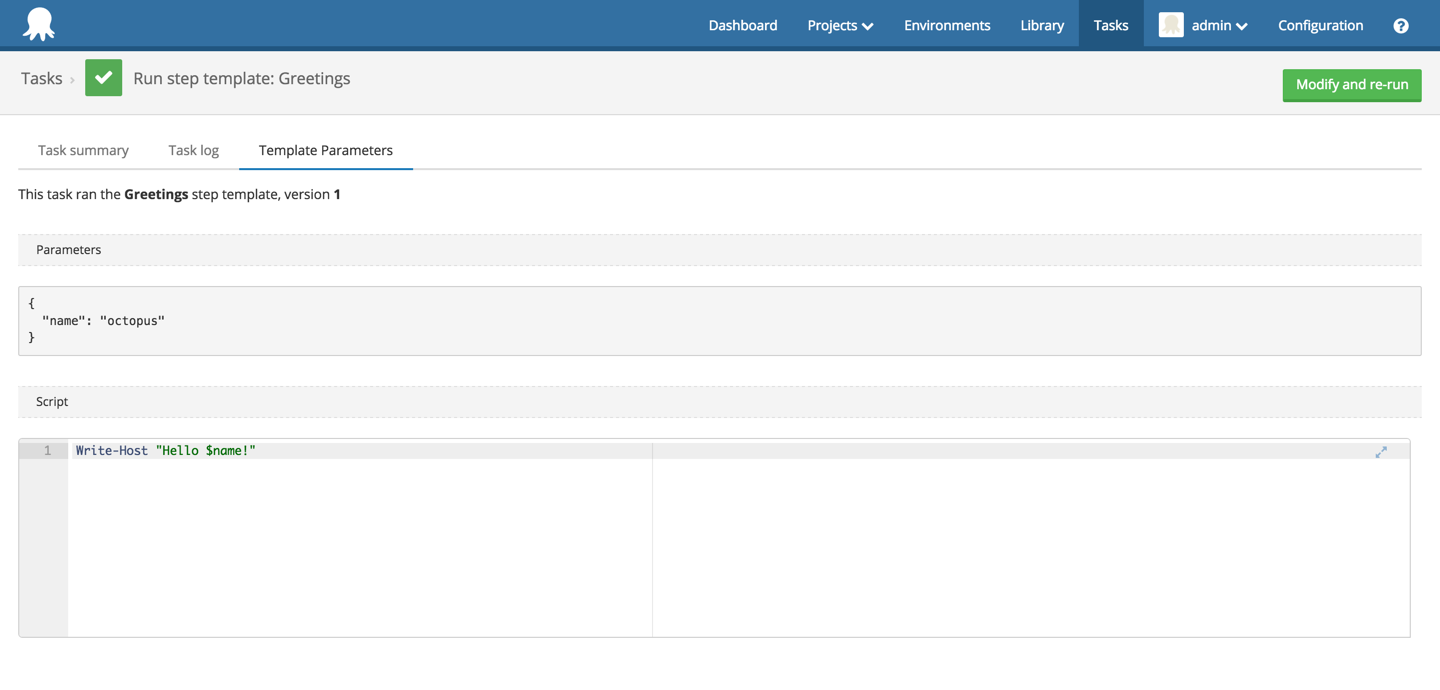 Dashboard Projects Environments Library Tasks admin Configuration ?
Tasks › Run step template: Greetings
Modify and re-run
Task summary Task log Template Parameters
This task ran the Greetings step template, version 1
Parameters
{
  "name": "octopus"
}
Script
1 Write-Host "Hello $name!"